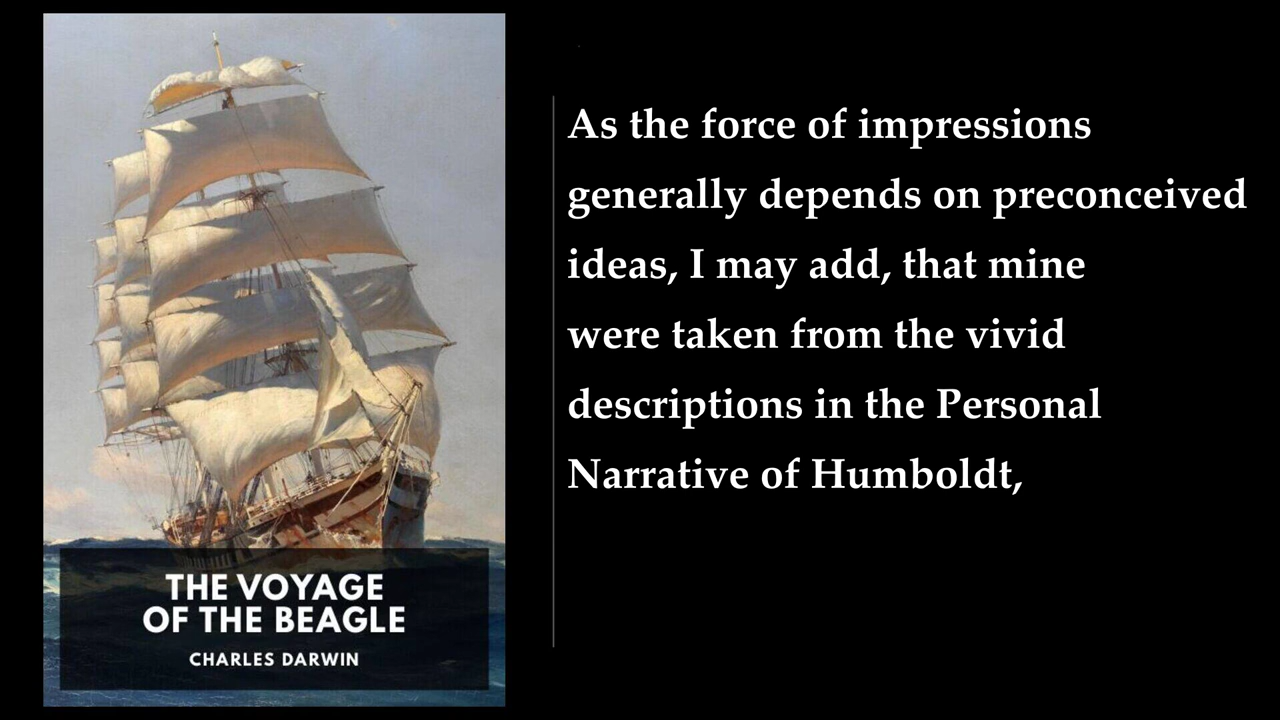 As the force of impressions
generally depends on preconceived
ideas, I may add, that mine
were taken from the vivid
descriptions in the Personal
Narrative of Humboldt,
THE VOYAGE
OF THE BEAGLE
CHARLES DARWIN